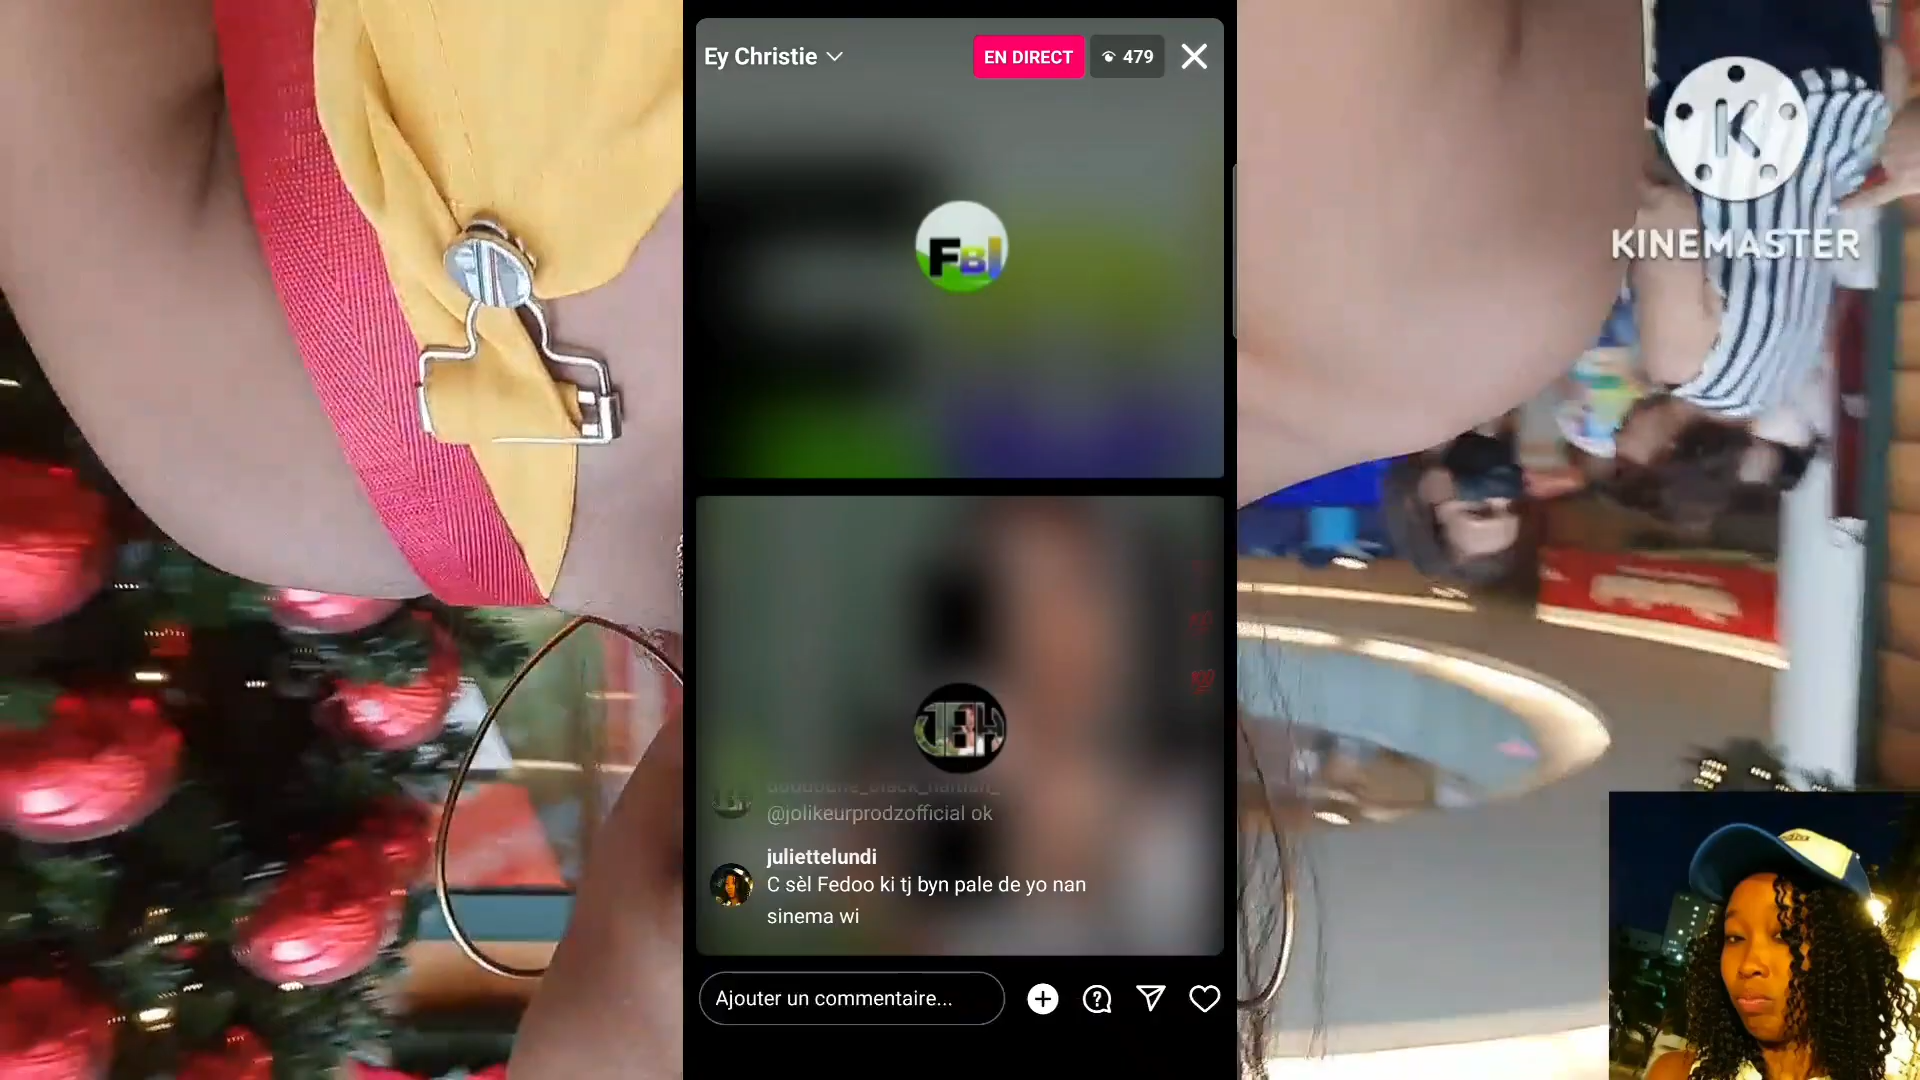 Ey Christie
EN DIRECT
479
KINEMASTER
FBI
@jolikeurprodzofficial ok
juliettelundi
C sèl Fedoo ki tj byn pale de yo nan
sinema wi
Ajouter un commentaire...